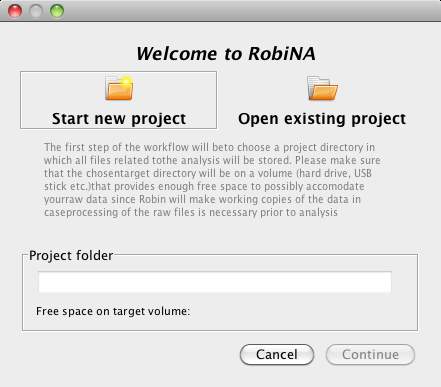 Welcome to RobiNA
Start new project
Open existing project
The first step of the workflow will beto choose a project directory in
which all files related tothe analysis will be stored. Please make sure
that the chosentarget directory will be on a volume (hard drive, USB
stick etc.)that provides enough free space to possibly accomodate
youraw data since Robin will make working copies of the data in
caseprocessing of the raw files is necessary prior to analysis
Project folder
Free space on target volume:
Cancel
Continue